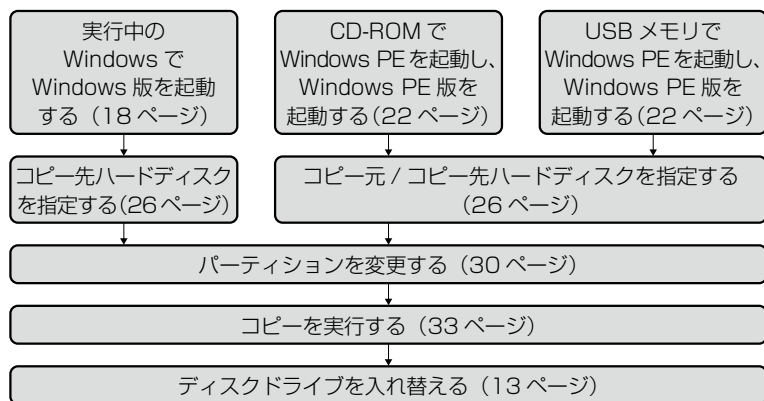 実行中の
Windows で
Windows 版を起動
する（18 ページ）
CD-ROM で
Windows PE を起動し、
Windows PE 版を
起動する（22 ページ）
USB メモリで
Windows PE を起動し、
Windows PE 版を
起動する（22 ページ）
コピー先ハードディスク
を指定する（26 ページ）
コピー元 / コピー先ハードディスクを指定する
（26 ページ）
パーティションを変更する（30 ページ）
コピーを実行する（33 ページ）
ディスクドライブを入れ替える（13 ページ）